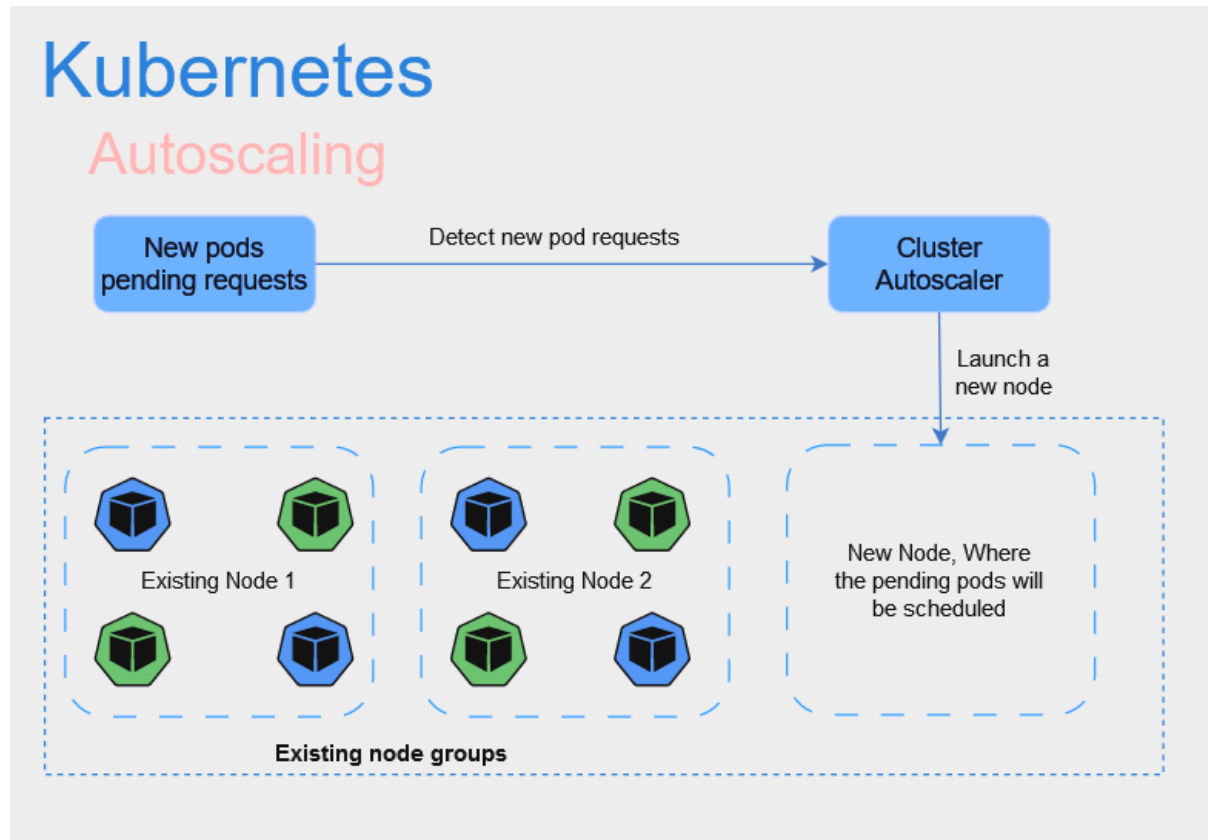 Kubernetes
Autoscaling
New pods
pending requests
Detect new pod requests
Cluster
Autoscaler
Launch a
new node
Existing Node 1
Existing Node 2
New Node, Where
the pending pods will
be scheduled
Existing node groups